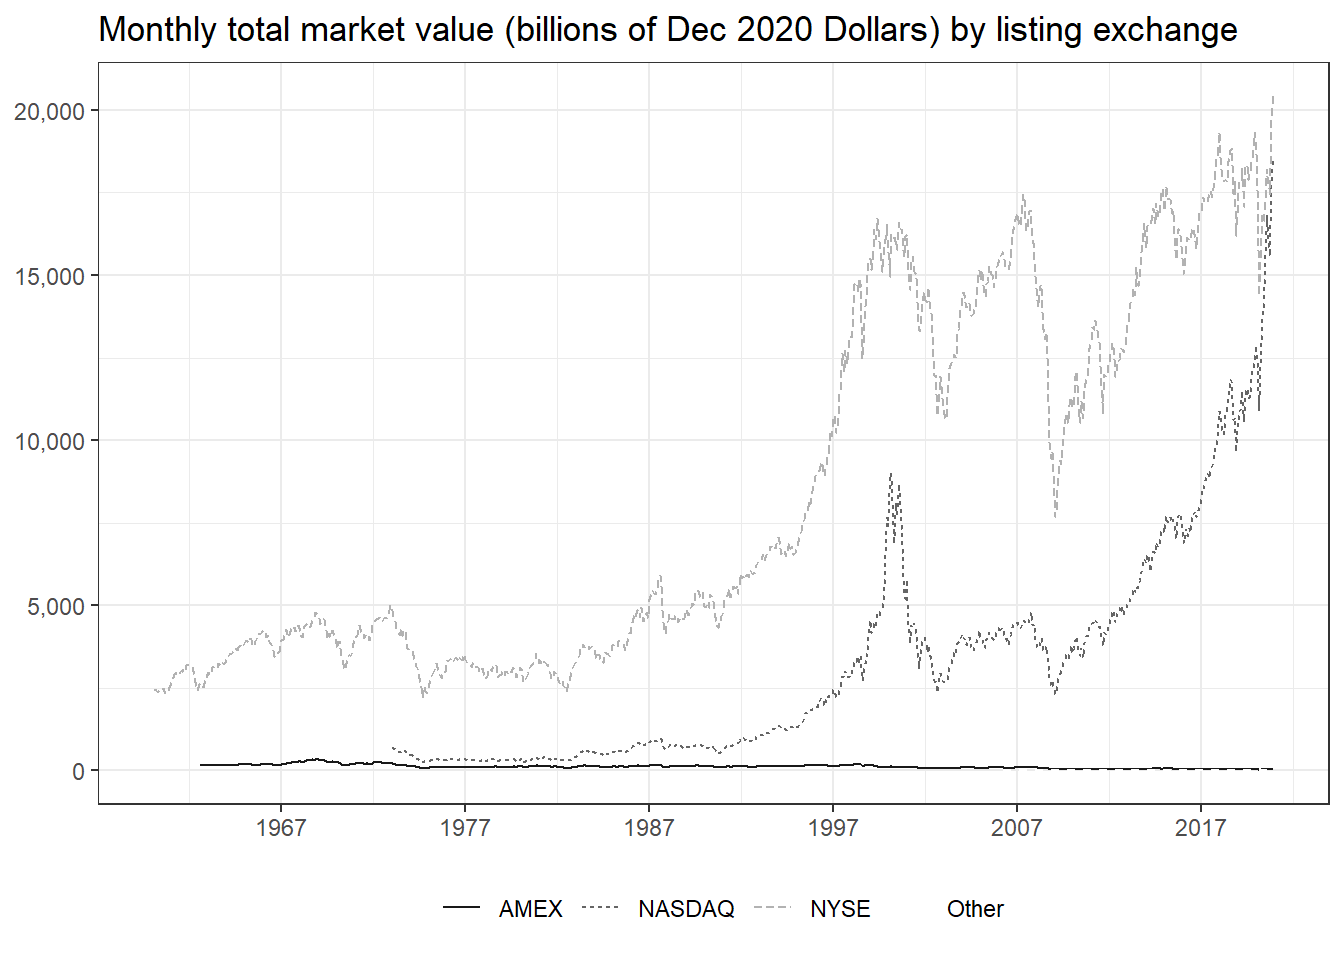 Monthly total market value (billions of Dec 2020 Dollars) by listing exchange
20,000
15,000
10,000
5,000
0
1967 1977 1987 1997 2007 2017
AMEX NASDAQ NYSE Other